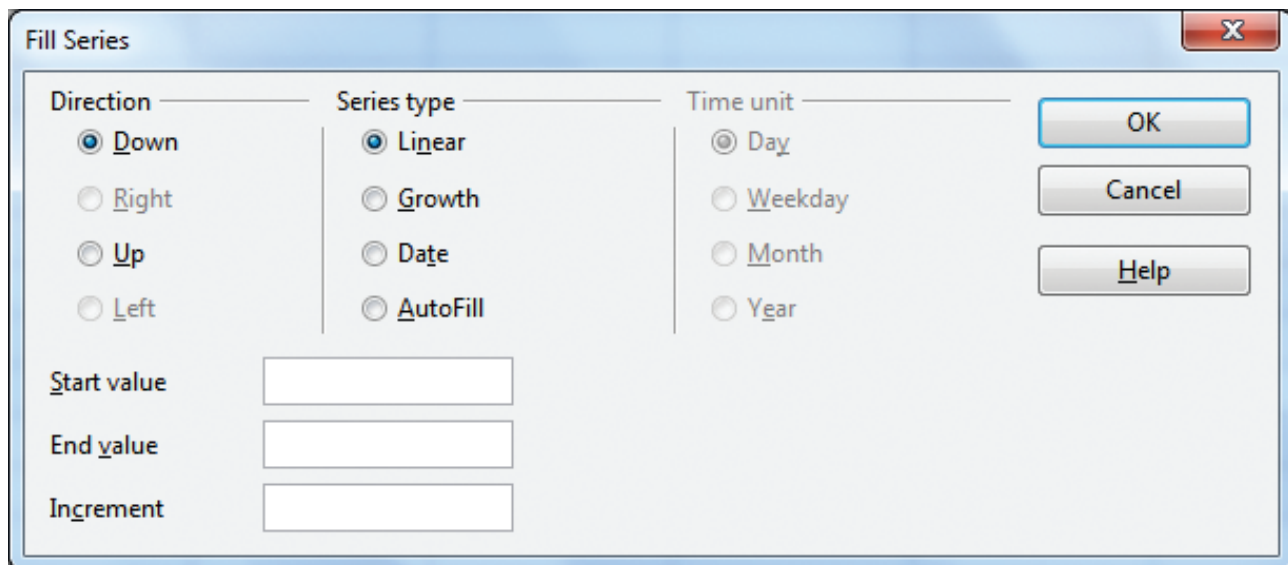 Fill Series
Direction
Down
Right
Up
Left
Series type
Linear
Growth
Date
AutoFill
Time unit
Day
Weekday
Month
Year
OK
Cancel
Help
Start value
End value
Increment